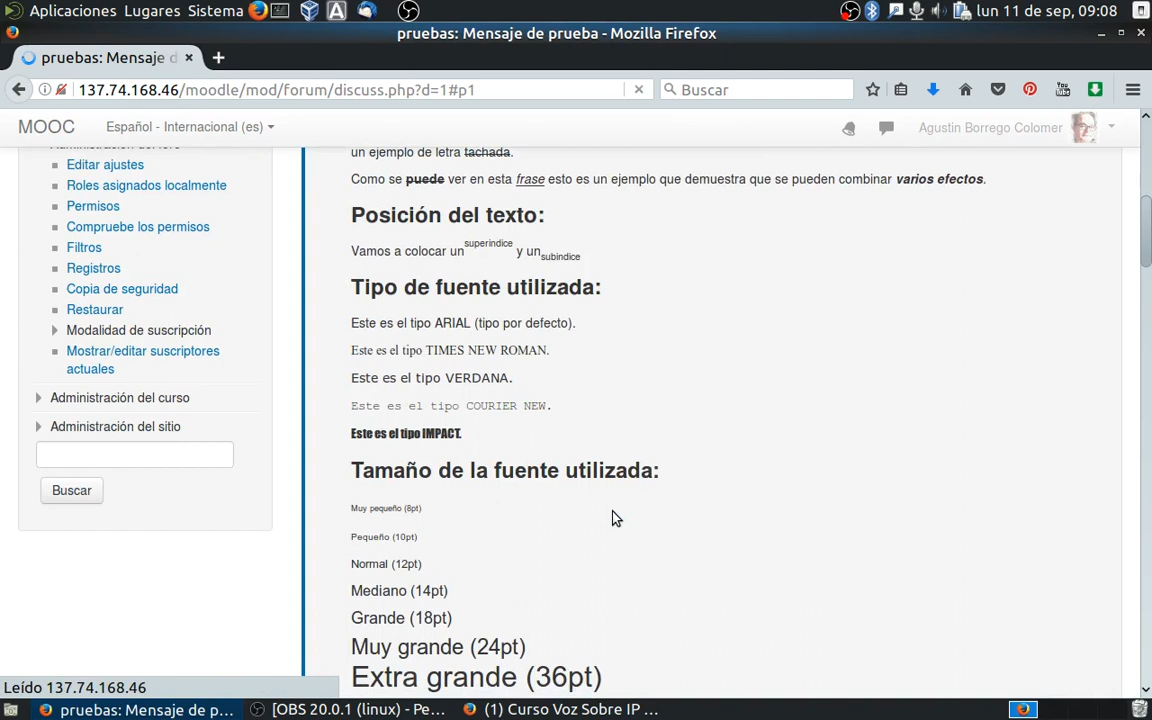 Aplicaciones Lugares Sistema
lun 11 de sep, 09:08
pruebas: Mensaje de prueba - Mozilla Firefox
pruebas: Mensaje d
137.74.168.46/moodle/mod/forum/discuss.php?d=1#p1
Buscar
MOOC
Español - Internacional (es)
Agustin Borrego Colomer
Administración del foro
Editar ajustes
Roles asignados localmente
Permisos
Compruebe los permisos
Filtros
Registros
Copia de seguridad
Restaurar
Modalidad de suscripción
Mostrar/editar suscriptores
actuales
Administración del curso
Administración del sitio
Buscar
un ejemplo de letra tachada.
Como se puede ver en esta frase esto es un ejemplo que demuestra que se pueden combinar varios efectos.
Posición del texto:
Vamos a colocar un superindice y un subindice
Tipo de fuente utilizada:
Este es el tipo ARIAL (tipo por defecto).
Este es el tipo TIMES NEW ROMAN.
Este es el tipo VERDANA.
Este es el tipo COURIER NEW.
Este es el tipo IMPACT.
Tamaño de la fuente utilizada:
Muy pequeño (8pt)
Pequeño (10pt)
Normal (12pt)
Mediano (14pt)
Grande (18pt)
Muy grande (24pt)
Extra grande (36pt)
Leído 137.74.168.46
pruebas: Mensaje de p...
[OBS 20.0.1 (linux) - Pe...
(1) Curso Voz Sobre IP ...